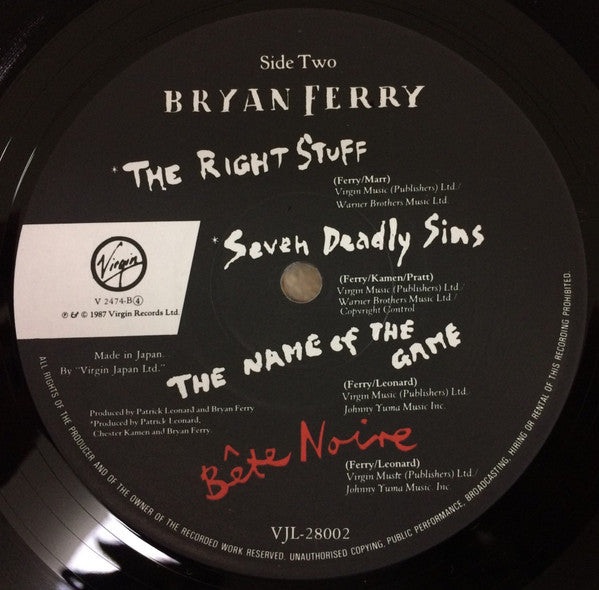 Side Two
BRYAN FERRY
*THE RIGHT STUFF
(Ferry/Marr)
Virgin Music (Publishers) Ltd./
Warner Brothers Music Ltd.
*Seven Deadly Sins
(Ferry/Kamen/Pratt)
Virgin Music (Publishers) Ltd./
Warner Brothers Music Ltd./
Copyright Control
Virgin
V 2474-B④
℗ & © 1987 Virgin Records Ltd.
THE NAME of THE
GAME
(Ferry/Leonard)
Virgin Music (Publishers) Ltd./
Johnny Yuma Music Inc.
Made in Japan.
By "Virgin Japan Ltd."
Produced by Patrick Leonard and Bryan Ferry
*Produced by Patrick Leonard,
Chester Kamen and Bryan Ferry.
Bête Noire
(Ferry/Leonard)
Virgin Music (Publishers) Ltd./
Johnny Yuma Music. Inc.
VJL-28002
ALL RIGHTS OF THE PRODUCER AND OF THE OWNER OF THE RECORDED WORK RESERVED. UNAUTHORISED COPYING, PUBLIC PERFORMANCE, BROADCASTING, HIRING OR RENTAL OF THIS RECORDING PROHIBITED.